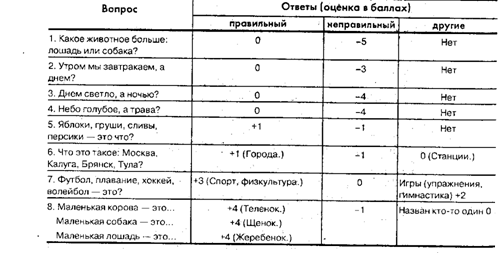 Вопрос Ответы (оценка в баллах)
правильный неправильный другие
1. Какое животное больше: лошадь или собака? 0 –5 Нет
2. Утром мы завтракаем, а днем? 0 –3 Нет
3. Днем светло, а ночью? 0 –4 Нет
4. Небо голубое, а трава? 0 –4 Нет
5. Яблоки, груши, сливы, персики — это что? +1 –1 Нет
6. Что это такое: Москва, Калуга, Брянск, Тула? +1 (Города.) –1 0 (Станции.)
7. Футбол, плавание, хоккей, волейбол — это? +3 (Спорт, физкультура.) 0 Игры (упражнения, гимнастика) +2
8. Маленькая корова — это... +4 (Теленок.) –1 Назван кто-то один 0
Маленькая собака — это... +4 (Щенок.)
Маленькая лошадь — это... +4 (Жеребенок.)